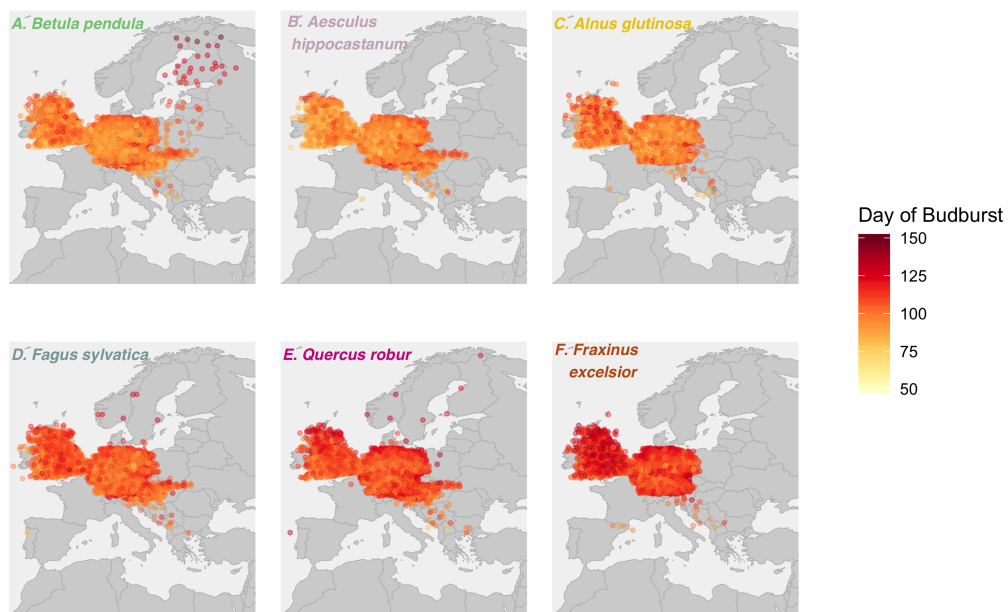 A. Betula pendula
B. Aesculus
hippocastanum
C. Alnus glutinosa
D. Fagus sylvatica
E. Quercus robur
F. Fraxinus
excelsior
Day of Budburst
150
125
100
75
50